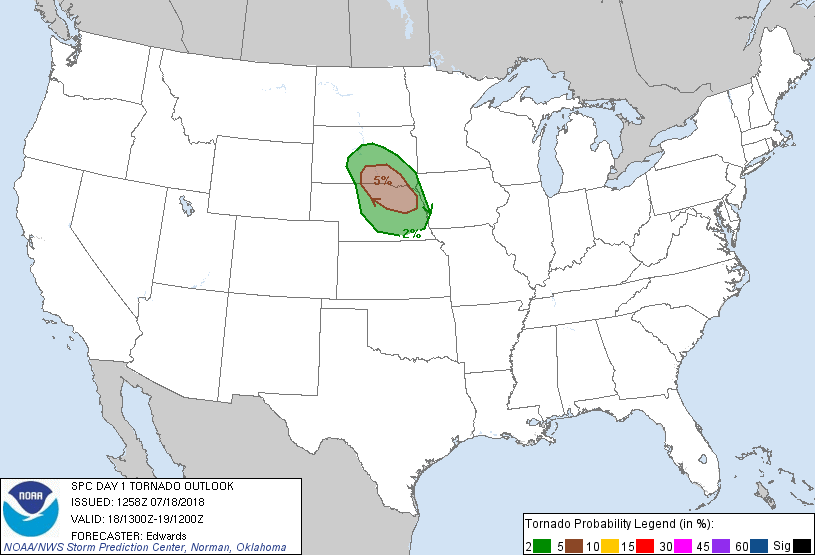 5%
2%
NOAA
SPC DAY 1 TORNADO OUTLOOK
ISSUED: 1258Z 07/18/2018
VALID: 18/1300Z-19/1200Z
FORECASTER: Edwards
NOAA/NWS Storm Prediction Center, Norman, Oklahoma
Tornado Probability Legend (in %):
2 5 10 15 30 45 60 Sig